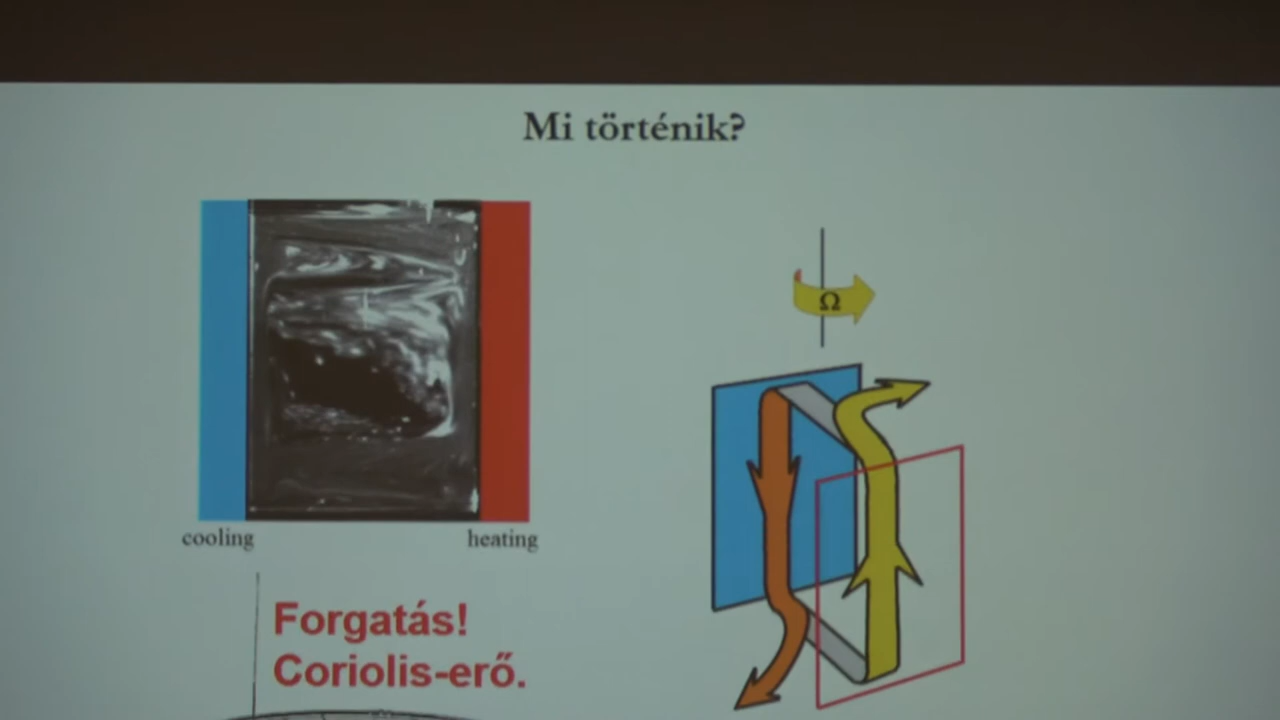 Mi történik?
Ω
cooling
heating
Forgatás!
Coriolis-erő.